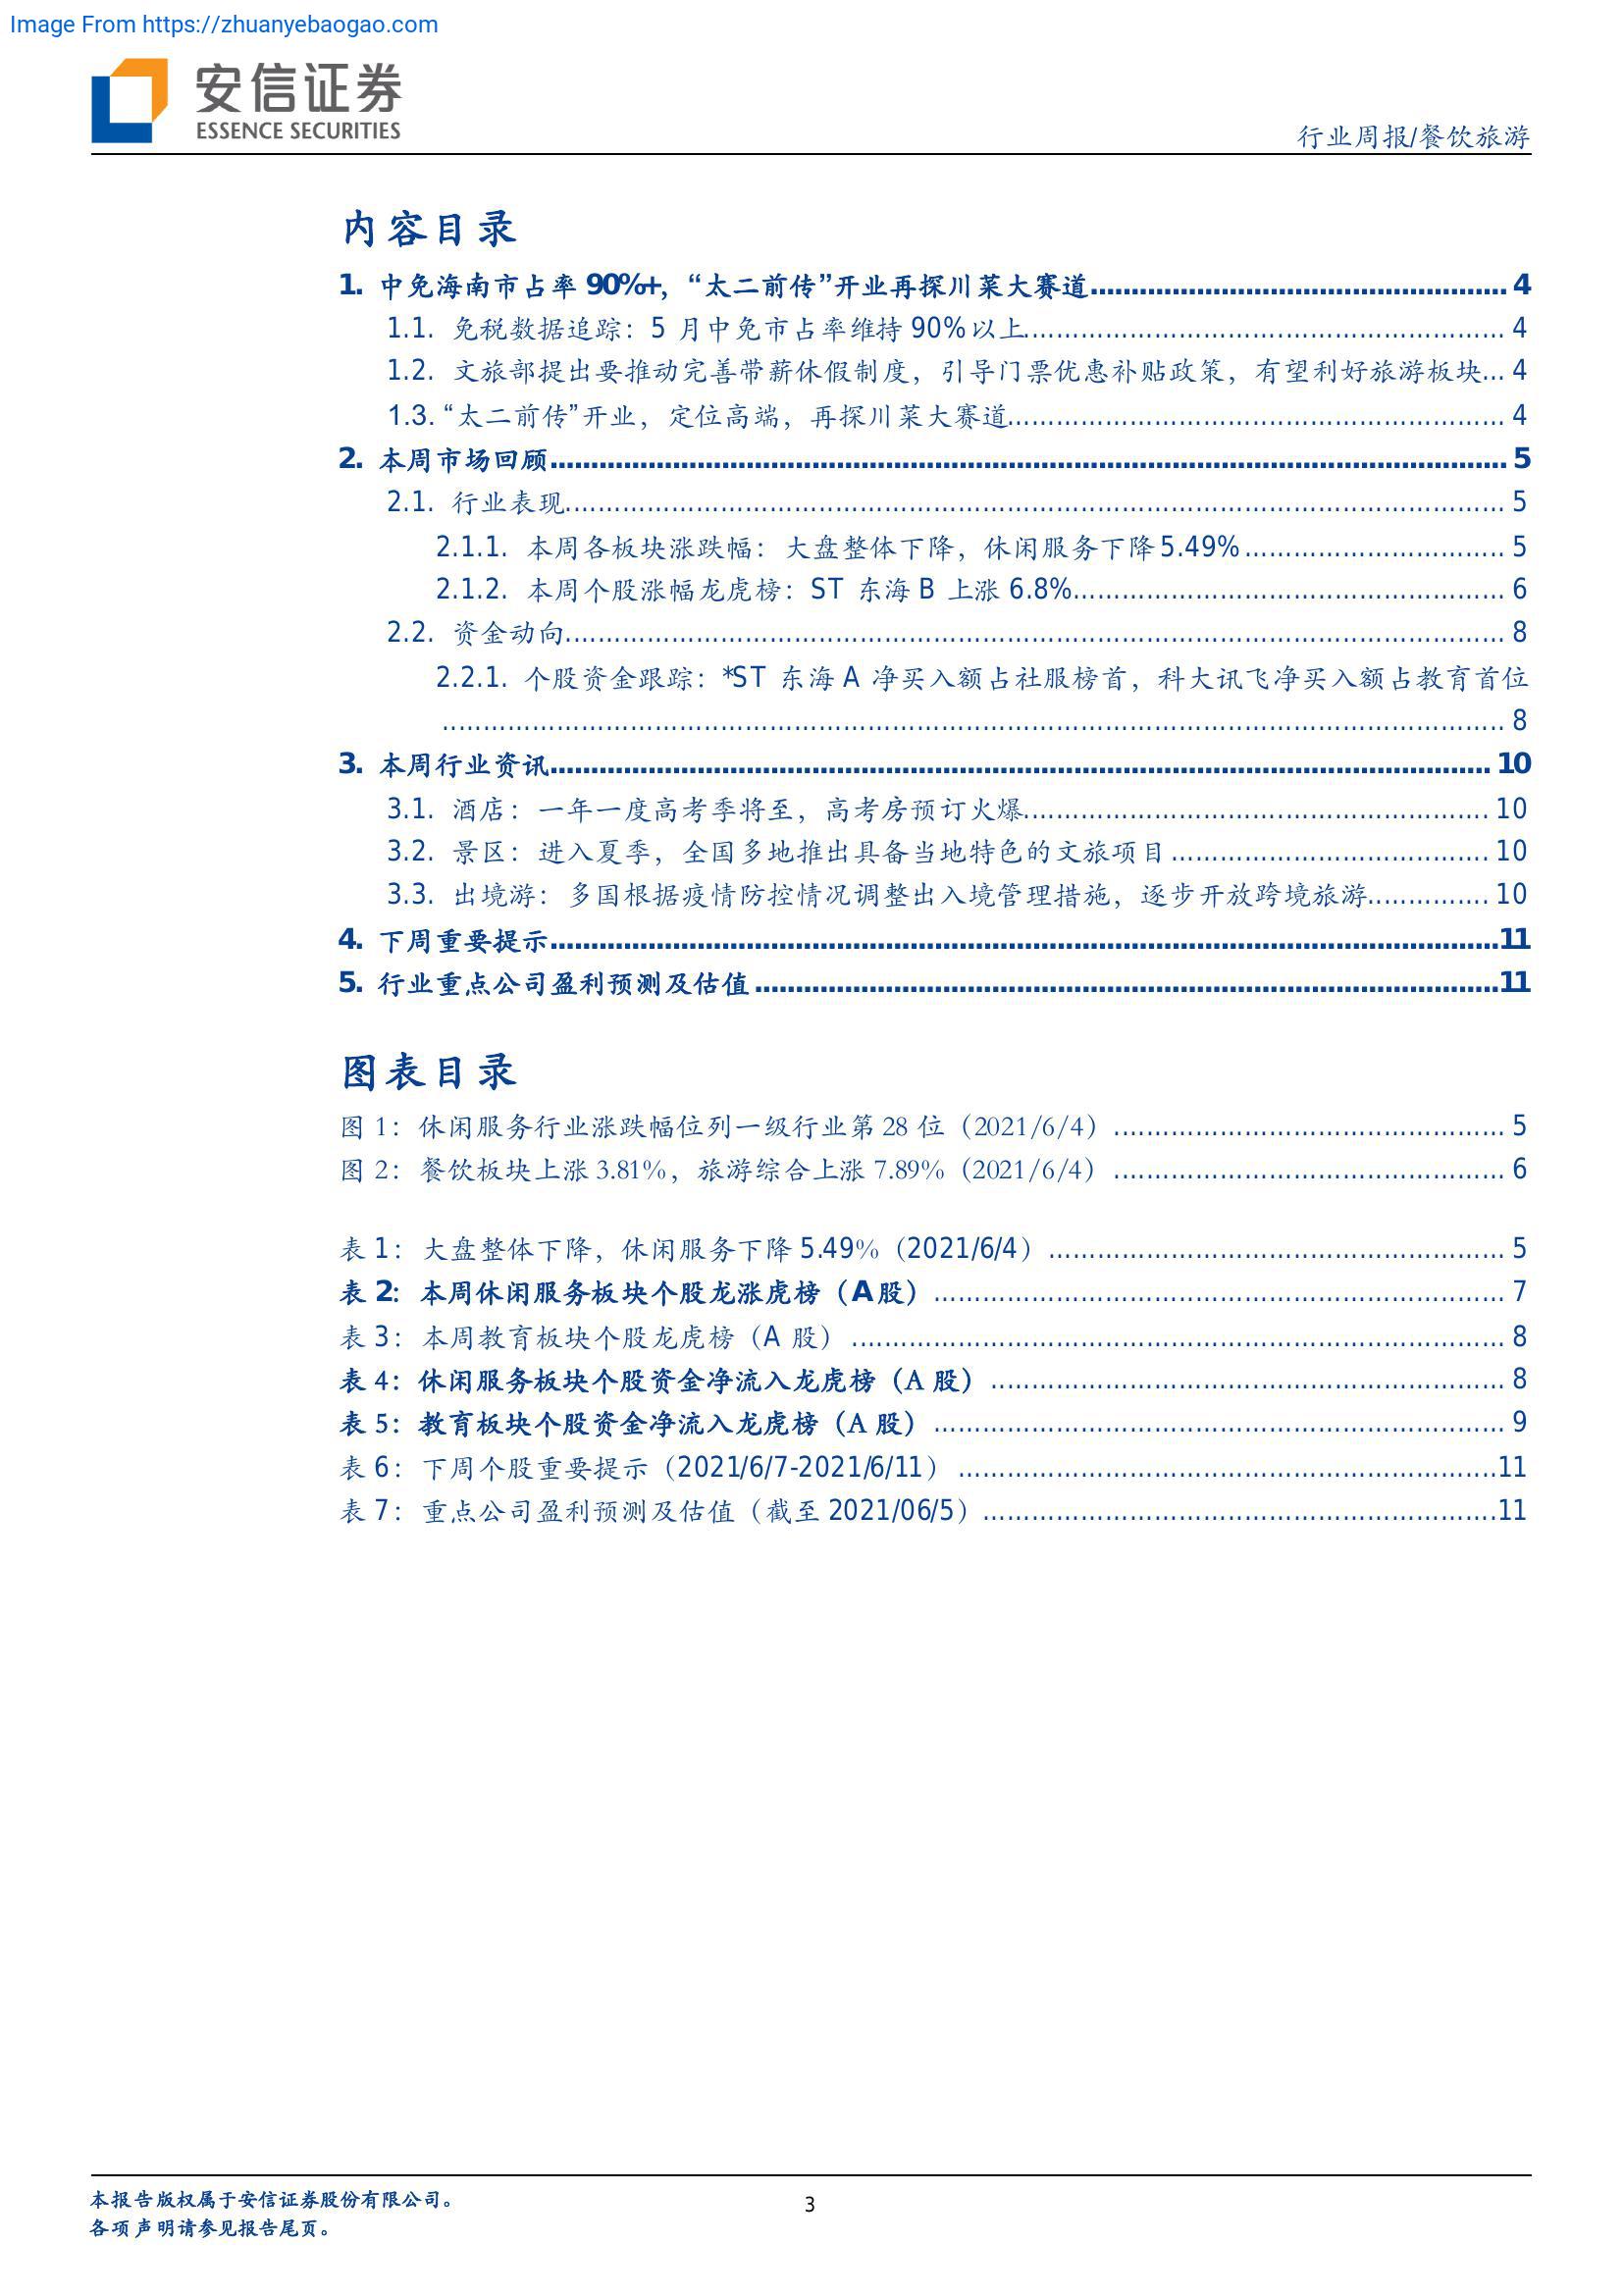 Image From https://zhuanyebaogao.com
安信证券
ESSENCE SECURITIES
行业周报/餐饮旅游
内容目录
1. 中免海南市占率 90%+，“太二前传”开业再探川菜大赛道 4
1.1. 免税数据追踪：5 月中免市占率维持 90%以上 4
1.2. 文旅部提出要推动完善带薪休假制度，引导门票优惠补贴政策，有望利好旅游板块 4
1.3. “太二前传”开业，定位高端，再探川菜大赛道 4
2. 本周市场回顾 5
2.1. 行业表现 5
2.1.1. 本周各板块涨跌幅：大盘整体下降，休闲服务下降 5.49% 5
2.1.2. 本周个股涨幅龙虎榜：ST 东海 B 上涨 6.8% 6
2.2. 资金动向 8
2.2.1. 个股资金跟踪：*ST 东海 A 净买入额占社服榜首，科大讯飞净买入额占教育首位
8
3. 本周行业资讯 10
3.1. 酒店：一年一度高考季将至，高考房预订火爆 10
3.2. 景区：进入夏季，全国多地推出具备当地特色的文旅项目 10
3.3. 出境游：多国根据疫情防控情况调整出入境管理措施，逐步开放跨境旅游 10
4. 下周重要提示 11
5. 行业重点公司盈利预测及估值 11
图表目录
图 1：休闲服务行业涨跌幅位列一级行业第 28 位（2021/6/4） 5
图 2：餐饮板块上涨 3.81%，旅游综合上涨 7.89%（2021/6/4） 6
表 1：大盘整体下降，休闲服务下降 5.49%（2021/6/4） 5
表 2：本周休闲服务板块个股龙涨虎榜（A 股） 7
表 3：本周教育板块个股龙虎榜（A 股） 8
表 4：休闲服务板块个股资金净流入龙虎榜（A 股） 8
表 5：教育板块个股资金净流入龙虎榜（A 股） 9
表 6：下周个股重要提示（2021/6/7-2021/6/11） 11
表 7：重点公司盈利预测及估值（截至 2021/06/5） 11
本报告版权属于安信证券股份有限公司。
3
各项声明请参见报告尾页。